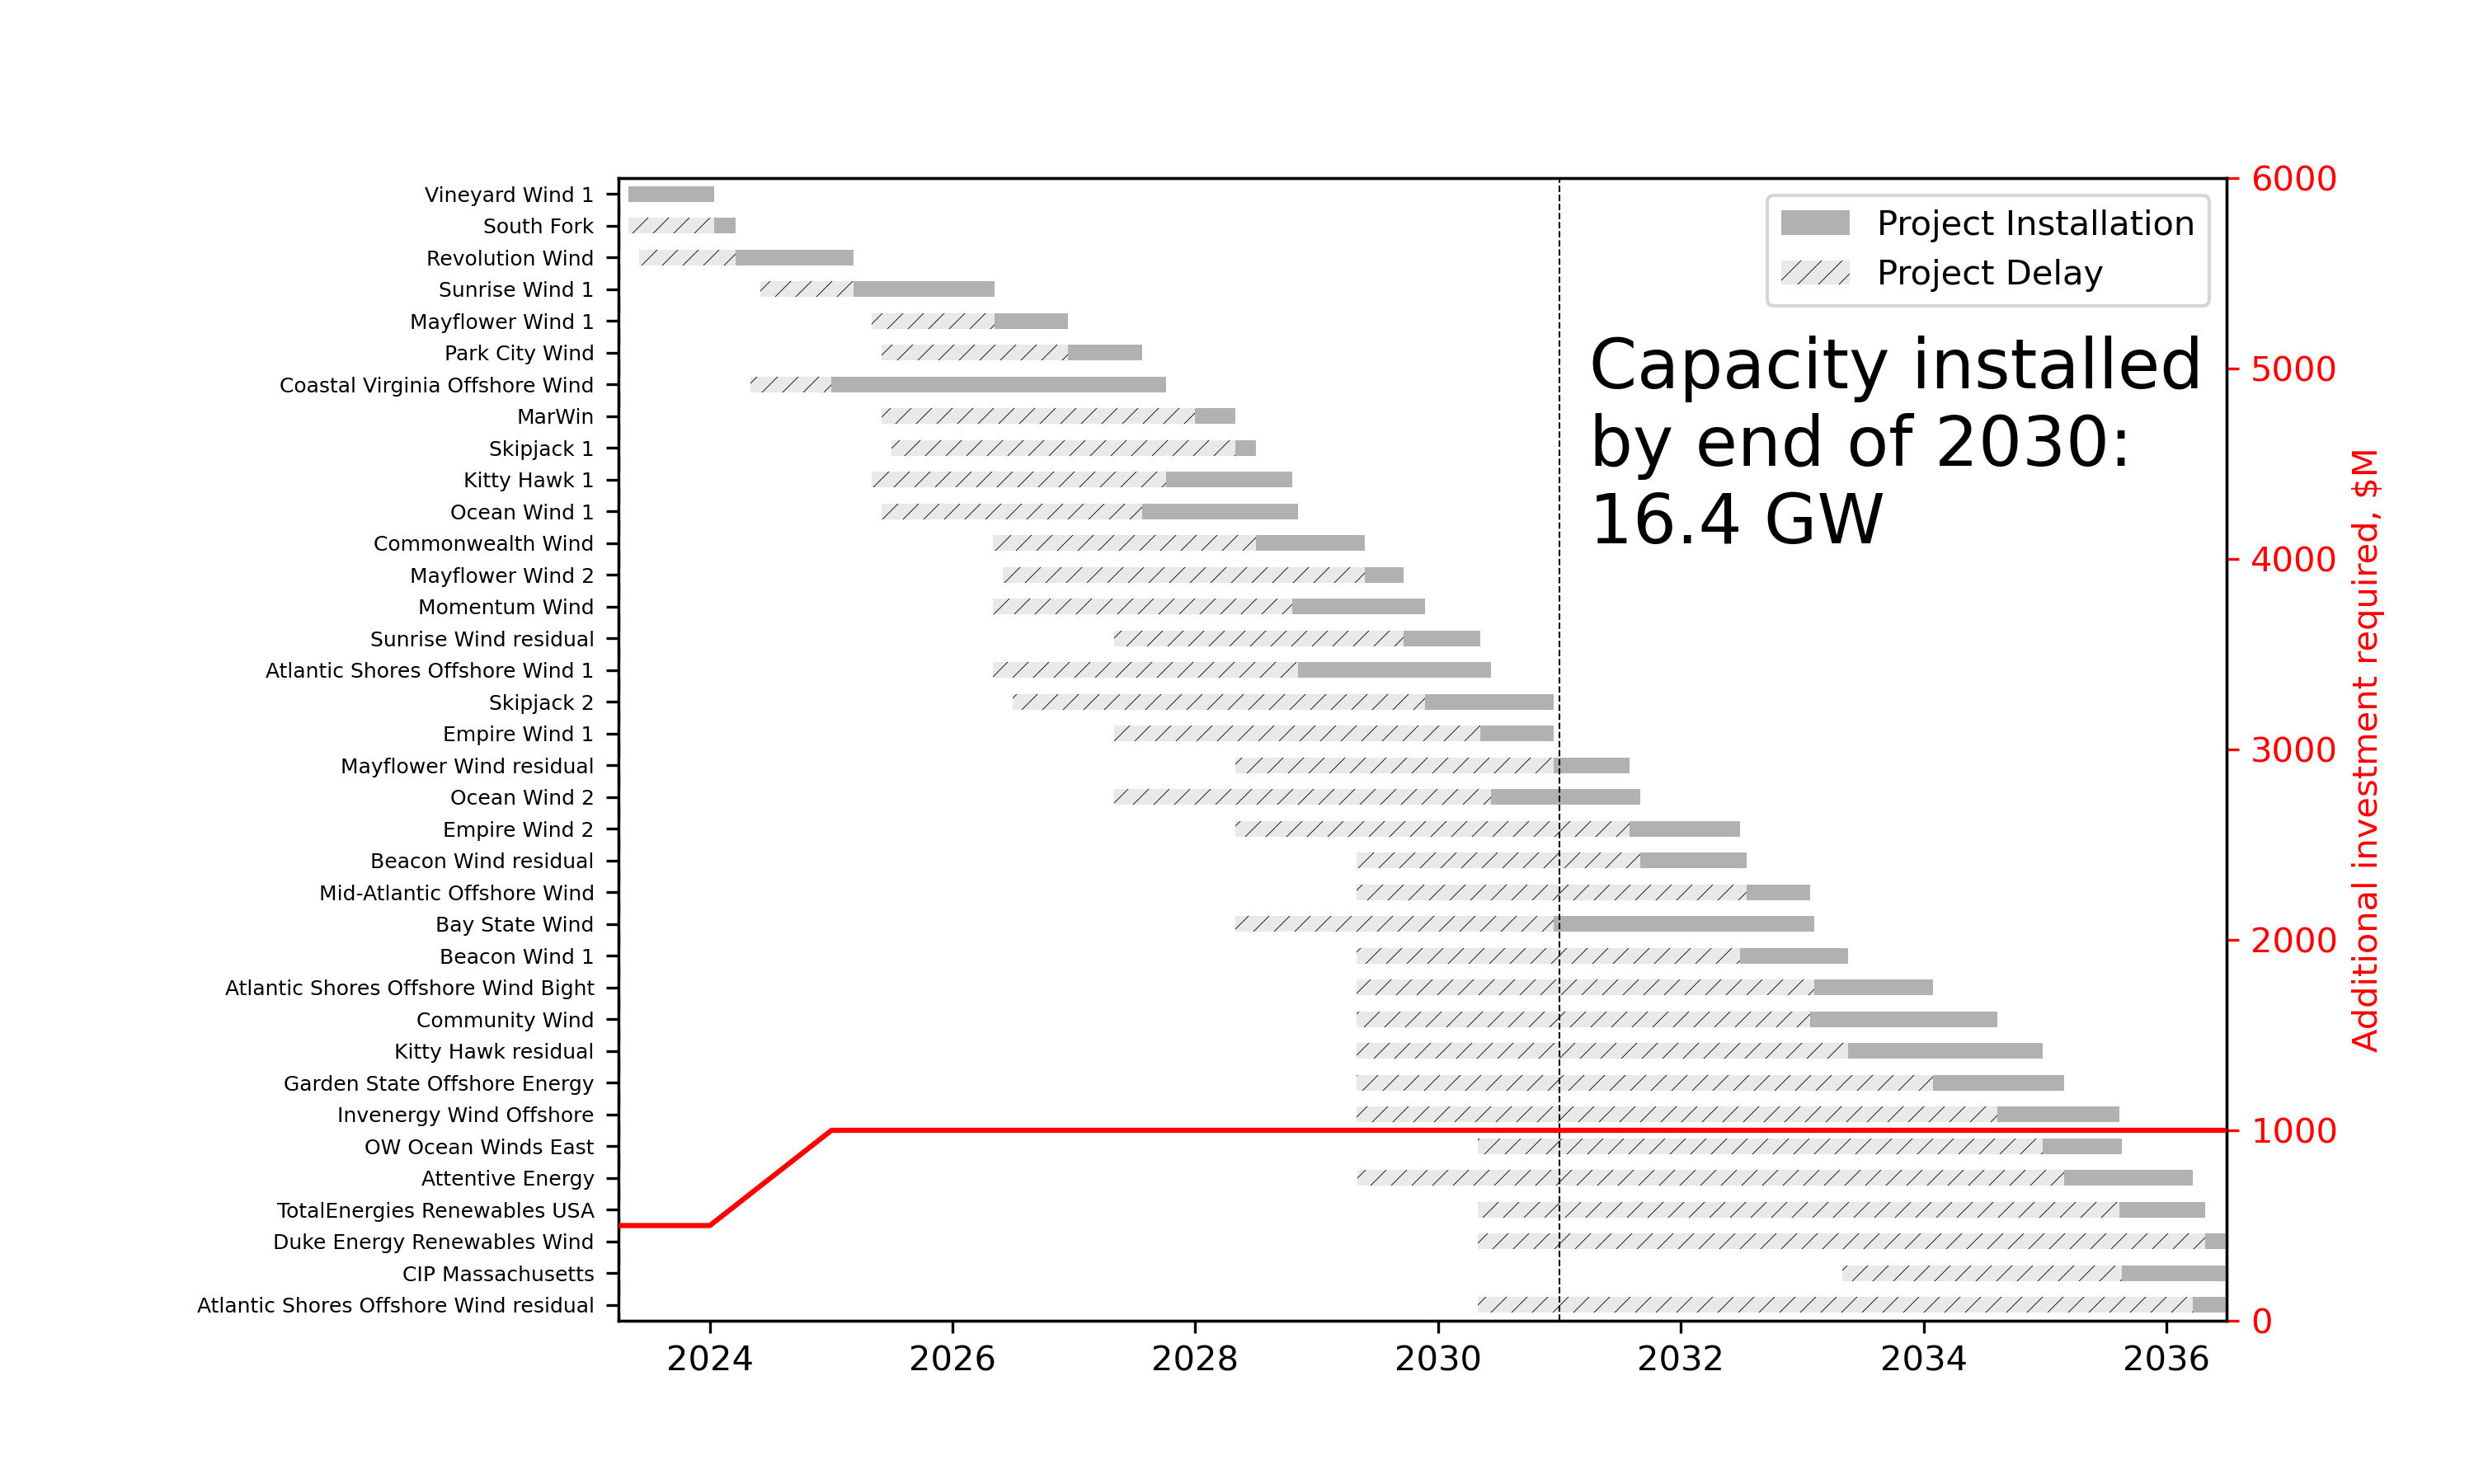 Vineyard Wind 1
South Fork
Revolution Wind
Sunrise Wind 1
Mayflower Wind 1
Park City Wind
Coastal Virginia Offshore Wind
MarWin
Skipjack 1
Kitty Hawk 1
Ocean Wind 1
Commonwealth Wind
Mayflower Wind 2
Momentum Wind
Sunrise Wind residual
Atlantic Shores Offshore Wind 1
Skipjack 2
Empire Wind 1
Mayflower Wind residual
Ocean Wind 2
Empire Wind 2
Beacon Wind residual
Mid-Atlantic Offshore Wind
Bay State Wind
Beacon Wind 1
Atlantic Shores Offshore Wind Bight
Community Wind
Kitty Hawk residual
Garden State Offshore Energy
Invenergy Wind Offshore
OW Ocean Winds East
Attentive Energy
TotalEnergies Renewables USA
Duke Energy Renewables Wind
CIP Massachusetts
Atlantic Shores Offshore Wind residual
Project Installation
Project Delay
Capacity installed
by end of 2030:
16.4 GW
6000
5000
4000
3000
2000
1000
0
Additional investment required, $M
2024 2026 2028 2030 2032 2034 2036